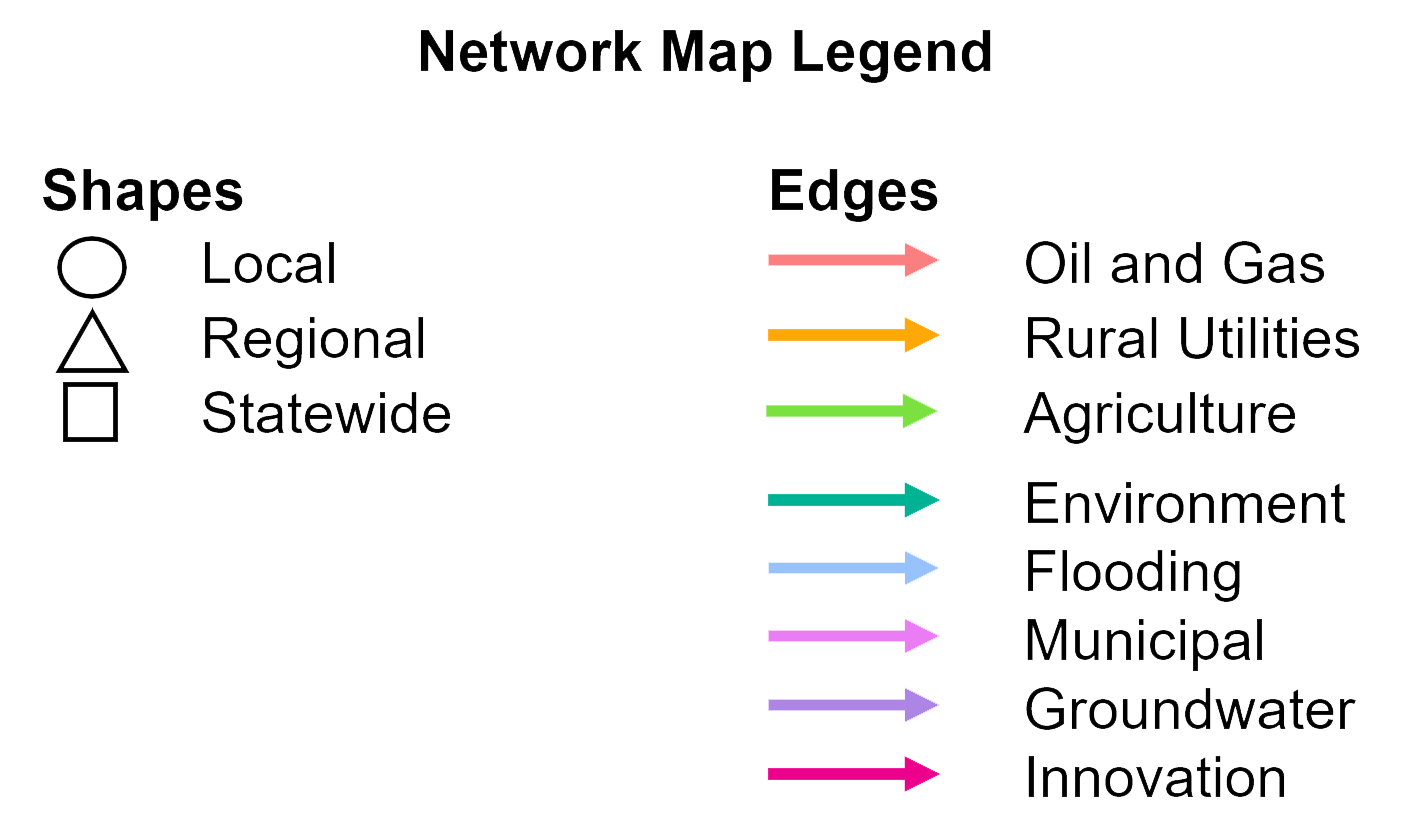 Network Map Legend
Shapes
Local
Regional
Statewide
Edges
Oil and Gas
Rural Utilities
Agriculture
Environment
Flooding
Municipal
Groundwater
Innovation